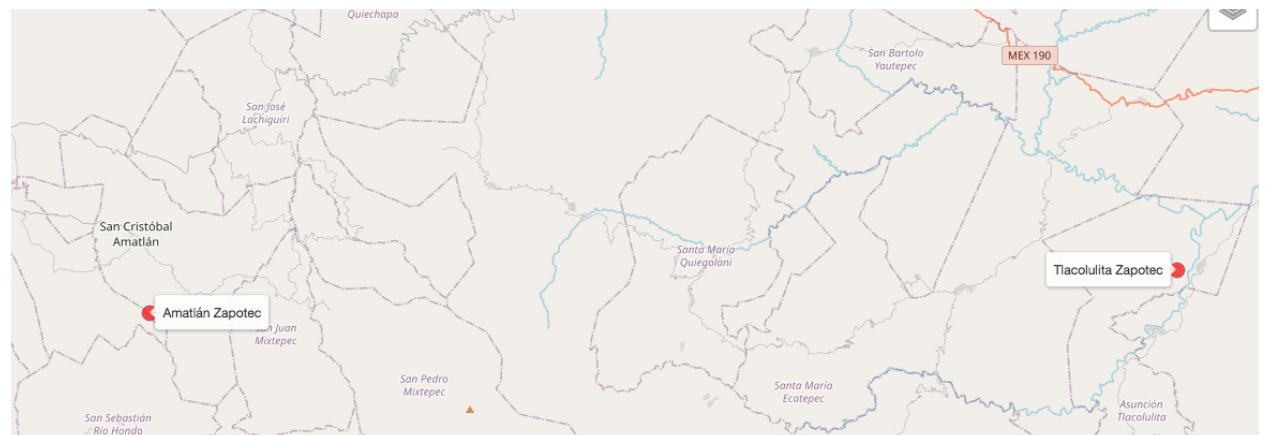 Quiechapa
San José
Lachiguiri
San Bartolo
Yautepec
MEX 190
San Cristóbal
Amatlán
Santa María
Quiegolani
Tlacolulita Zapotec
Amatlán Zapotec
San Juan
Mixtepec
San Pedro
Mixtepec
Santa María
Ecatepec
Asunción
Tlacolulita
San Sebastián
Río Hondo